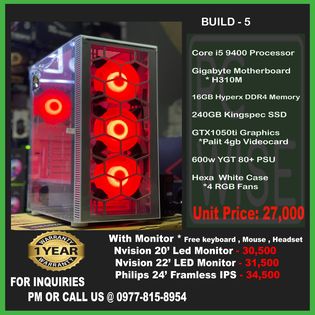 BUILD - 5
Core i5 9400 Processor
Gigabyte Motherboard
* H310M
16GB Hyperx DDR4 Memory
240GB Kingspec SSD
GTX1050ti Graphics
*Palit 4gb Videocard
600w YGT 80+ PSU
Hexa White Case
*4 RGB Fans
Unit Price: 27,000
WARRANTY
1 YEAR
WARRANTY
With Monitor * Free keyboard , Mouse , Headset
Nvision 20' Led Monitor - 30,500
Nvision 22' LED Monitor - 31,500
Philips 24' Framless IPS - 34,500
FOR INQUIRIES
PM OR CALL US @ 0977-815-8954